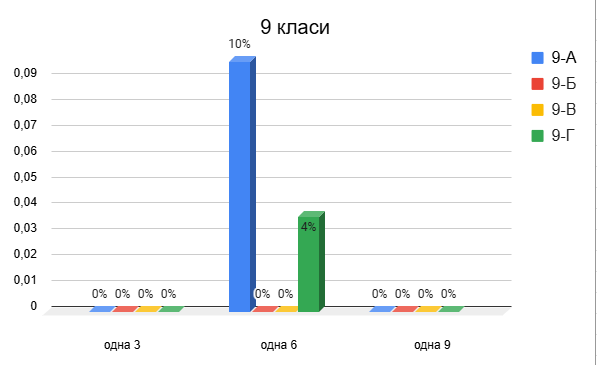 9 класи
10%
9-А
9-Б
9-В
9-Г
0,09
0,08
0,07
0,06
0,05
0,04
0,03
0,02
0,01
0
4%
0% 0% 0% 0%
0% 0%
0% 0% 0% 0%
одна 3
одна 6
одна 9